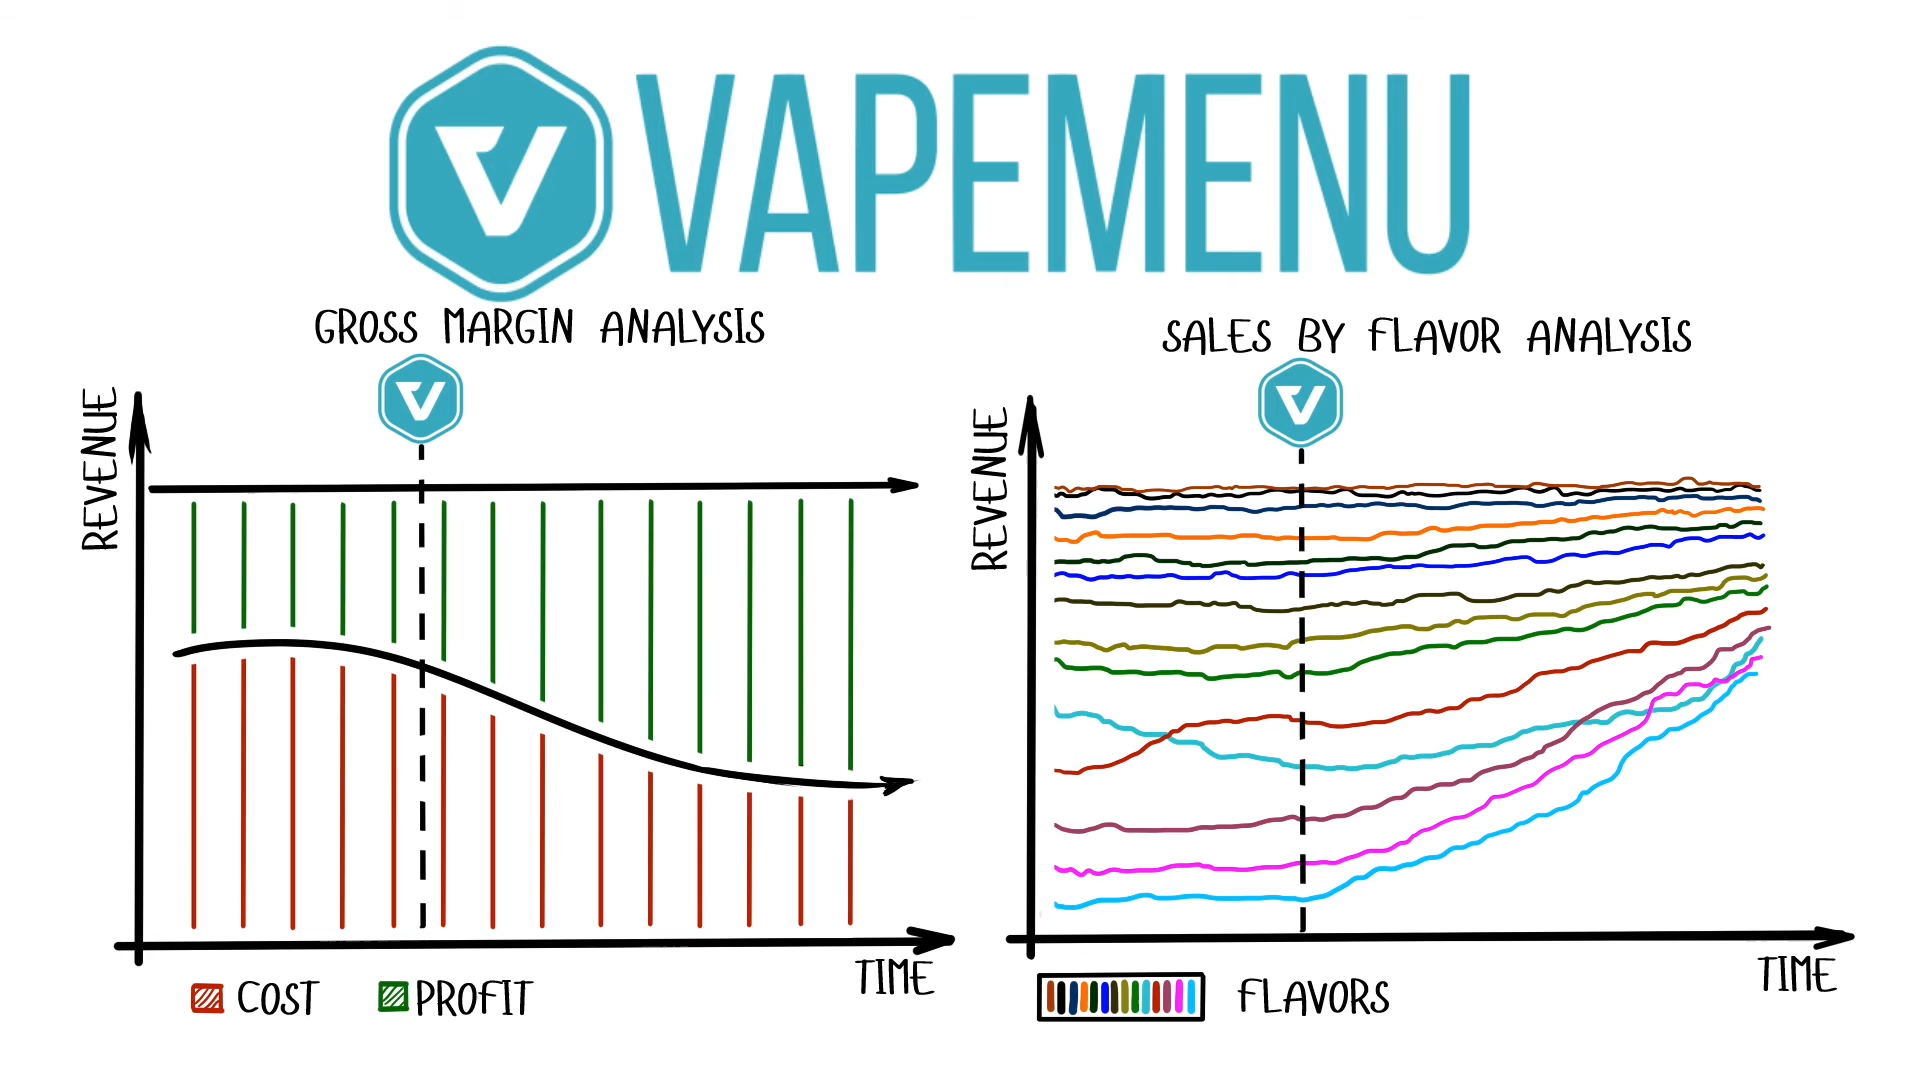 VAPEMENU
GROSS MARGIN ANALYSIS
REVENUE
TIME
COST
PROFIT
SALES BY FLAVOR ANALYSIS
REVENUE
TIME
FLAVORS